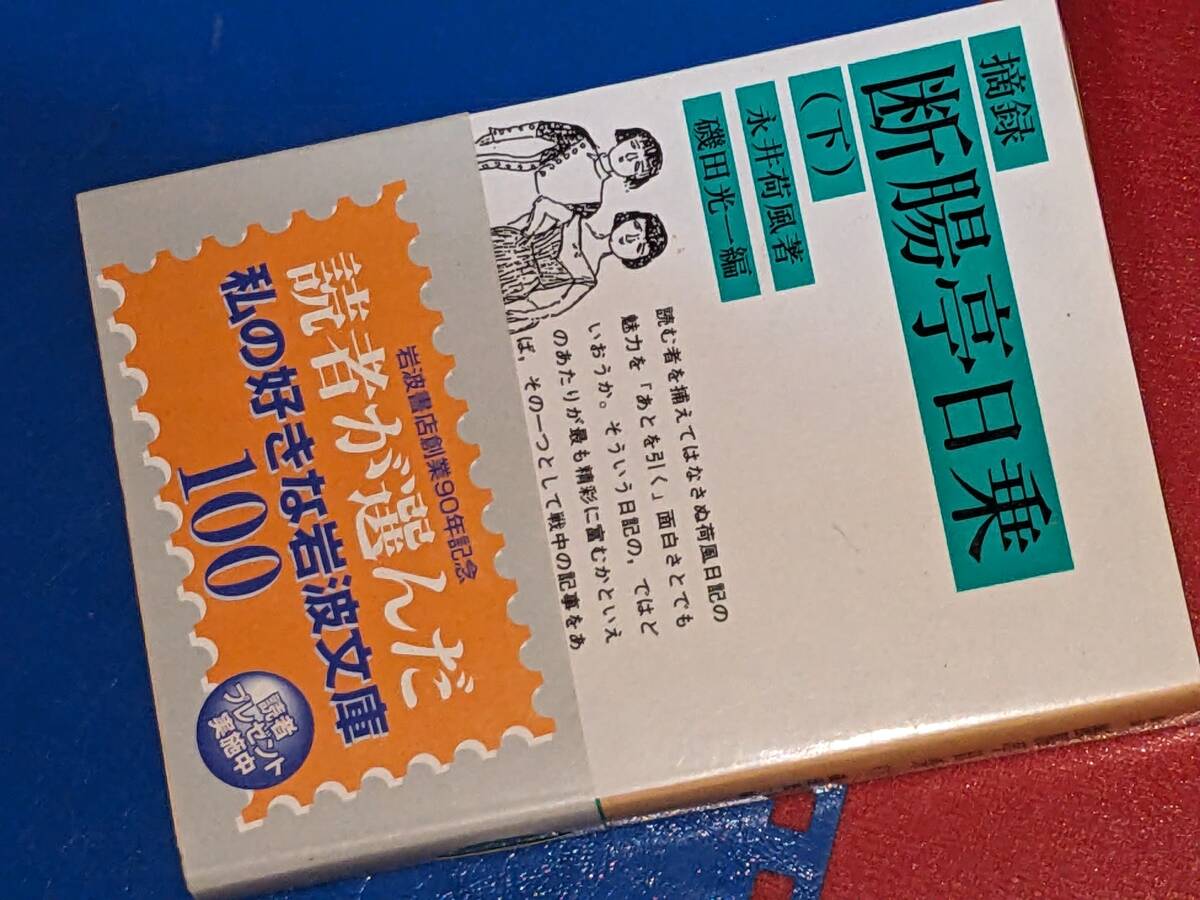 摘録
断腸亭日乗
(下)
永井荷風著
磯田光一編
読む者を捕えてはなさぬ荷風日記の
魅力を「あとを引く」面白さとでも
いおうか。そういう日記の,ではど
のあたりが最も精彩に富むかといえ
ば,その一つとして戦中の記事をあ
岩波書店創業90年記念
読者が選んだ
私の好きな岩波文庫
100
読者
プレゼント
実施中